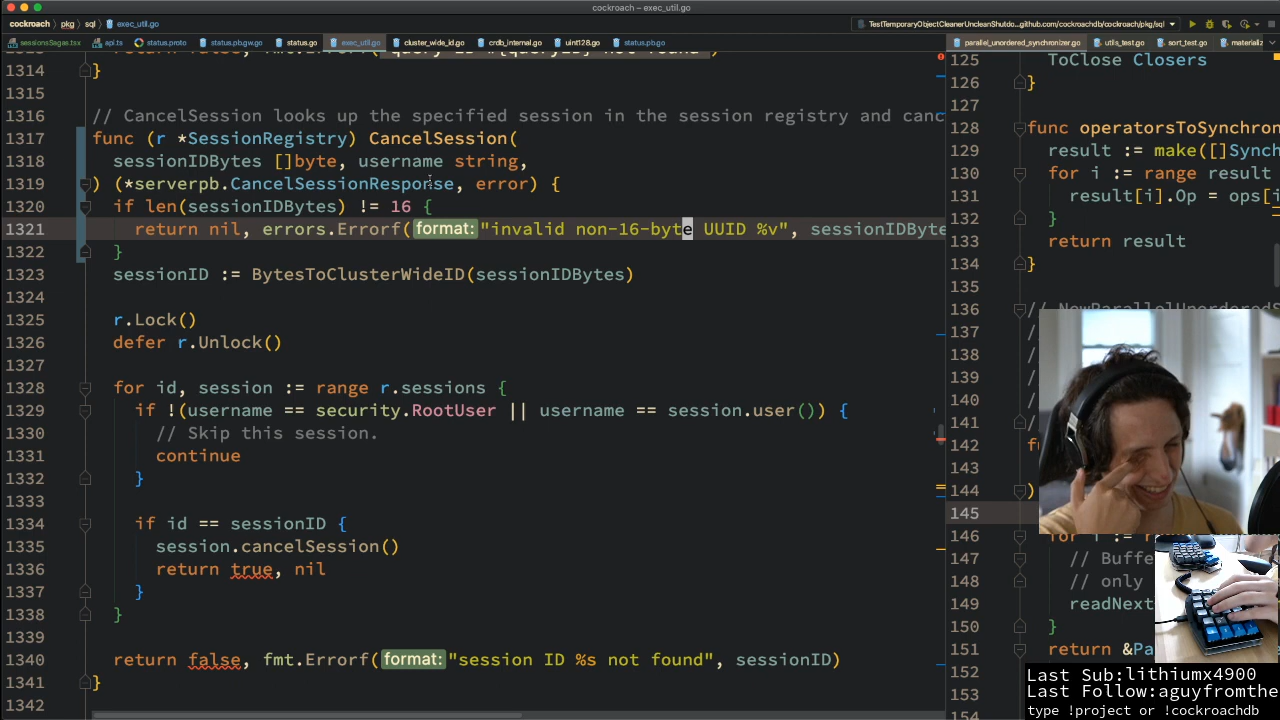 cockroach – exec_util.go
cockroach › pkg › sql › exec_util.go
TestTemporaryObjectCleanerUncleanShutdo...github.com/cockroachdb/cockroach/pkg/sql
sessionsSagas.tsx api.ts status.proto status.pb.gw.go status.go exec_util.go cluster_wide_id.go crdb_internal.go uint128.go status.pb.go
parallel_unordered_synchronizer.go utils_test.go sort_test.go materializ
1314 }
1315
1316 // CancelSession looks up the specified session in the session registry and canc
1317 func (r *SessionRegistry) CancelSession(
1318 sessionIDBytes []byte, username string,
1319 ) (*serverpb.CancelSessionResponse, error) {
1320 if len(sessionIDBytes) != 16 {
1321 return nil, errors.Errorf( format: "invalid non-16-byte UUID %v", sessionIDByte
1322 }
1323 sessionID := BytesToClusterWideID(sessionIDBytes)
1324
1325 r.Lock()
1326 defer r.Unlock()
1327
1328 for id, session := range r.sessions {
1329 if !(username == security.RootUser || username == session.user()) {
1330 // Skip this session.
1331 continue
1332 }
1333
1334 if id == sessionID {
1335 session.cancelSession()
1336 return true, nil
1337 }
1338 }
1339
1340 return false, fmt.Errorf( format: "session ID %s not found", sessionID)
1341 }
1342
125 ToClose Closers
126 }
127
128 func operatorsToSynchron
129 result := make([]Synch
130 for i := range result
131 result[i].Op = ops[i
132 }
133 return result
134 }
135
136 // NewParallelUnorderedS
137 /
138 /
139 /
140 /
141 /
142 fu
143
144 )
145
146 for i := r
147 // Buffe
148 // only
149 readNext
150 }
151 return &Pa
152
153
154
Last Sub:lithiumx4900
Last Follow:aguyfromthe
type !project or !cockroachdb